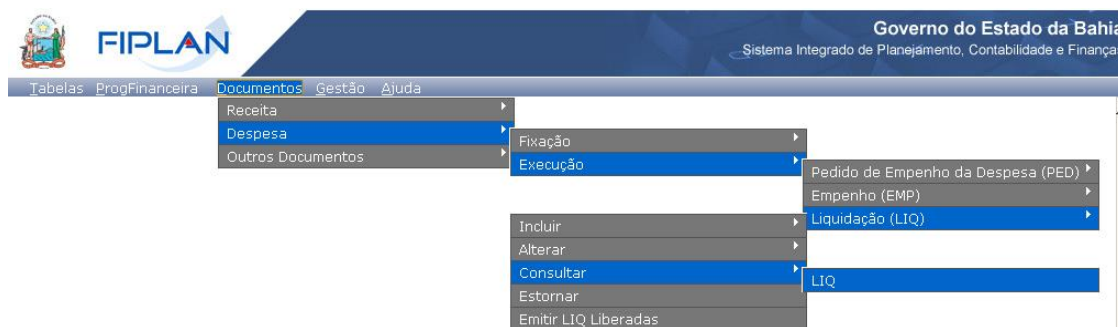 FIPLAN
Governo do Estado da Bahia
Sistema Integrado de Planejamento, Contabilidade e Finança
Tabelas ProgFinanceira Documentos Gestão Ajuda
Receita
Despesa
Outros Documentos
Fixação
Execução
Pedido de Empenho da Despesa (PED)
Empenho (EMP)
Liquidação (LIQ)
Incluir
Alterar
Consultar
Estornar
Emitir LIQ Liberadas
LIQ